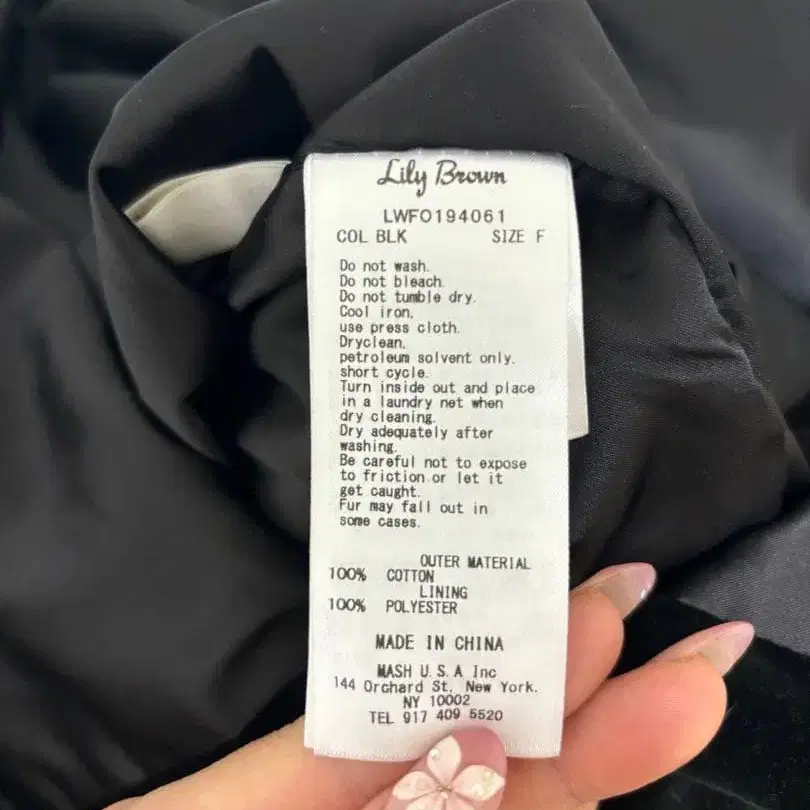 Lily Brown
LWFO194061
COL BLK SIZE F
Do not wash.
Do not bleach.
Do not tumble dry.
Cool iron,
use press cloth.
Dryclean,
petroleum solvent only.
short cycle.
Turn inside out and place
in a laundry net when
dry cleaning.
Dry adequately after
washing.
Be careful not to expose
to friction or let it
get caught.
Fur may fall out in
some cases.
OUTER MATERIAL
100% COTTON
LINING
100% POLYESTER
MADE IN CHINA
MASH U.S.A Inc
144 Orchard St, New York.
NY 10002
TEL 917 409 5520